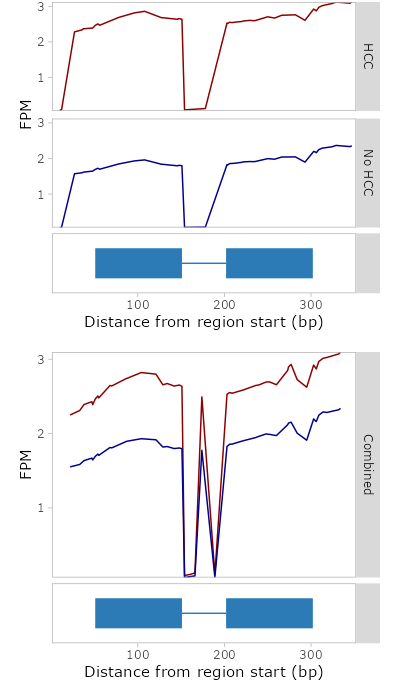 3
2
1
HCC
FPM
3
2
1
No HCC
100 200 300
Distance from region start (bp)
3
2
1
FPM
Combined
100 200 300
Distance from region start (bp)